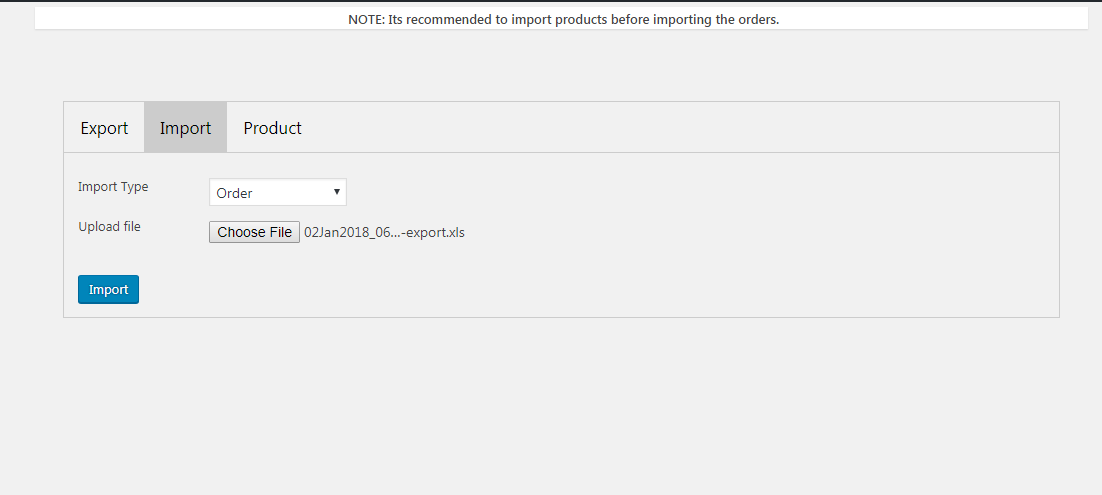 NOTE: Its recommended to import products before importing the orders.
Export Import Product
Import Type Order
Upload file Choose File 02Jan2018_06...-export.xls
Import